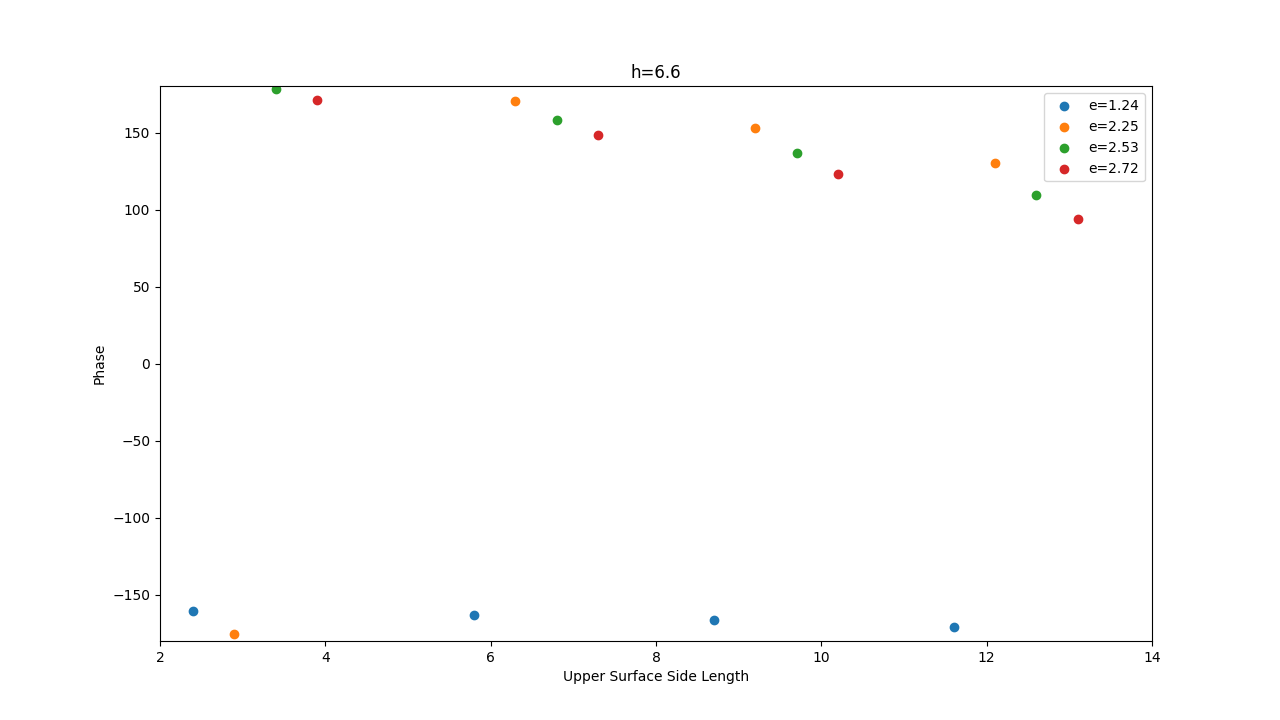 h=6.6
e=1.24
e=2.25
e=2.53
e=2.72
150
100
50
0
−50
−100
−150
Phase
2 4 6 8 10 12 14
Upper Surface Side Length